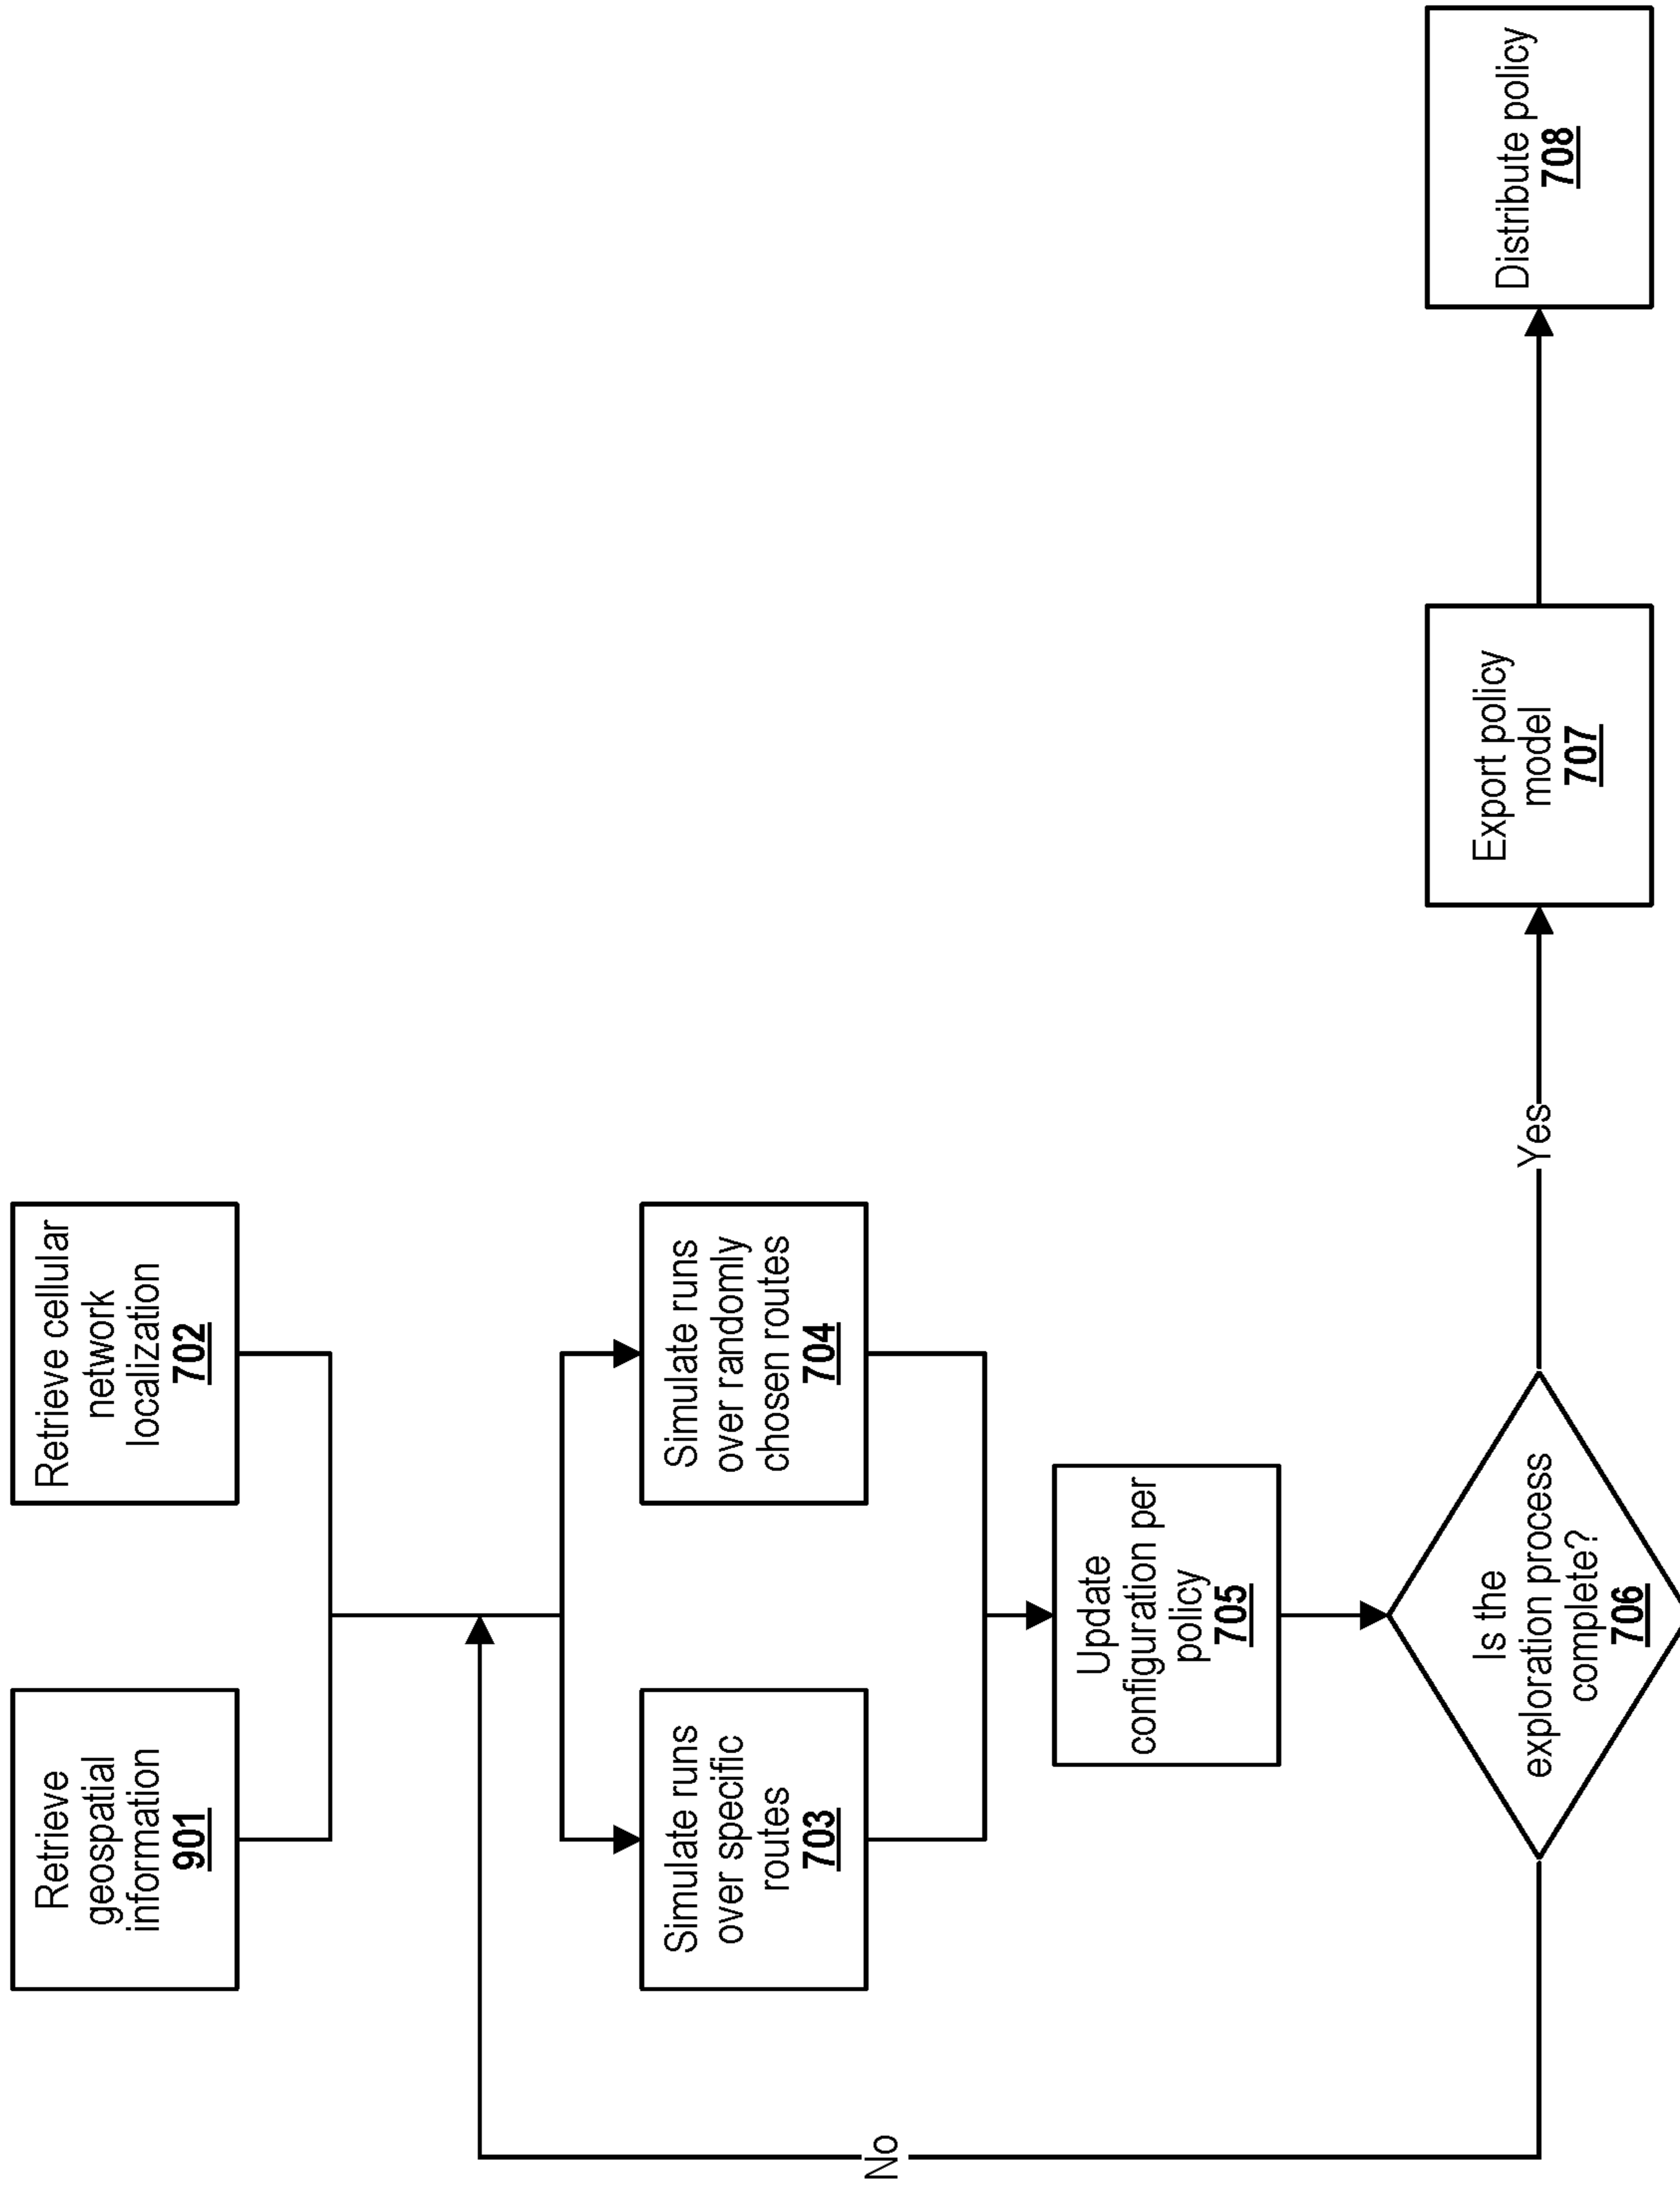 Retrieve
geospatial
information
901
Retrieve cellular
network
localization
702
Simulate runs
over specific
routes
703
Simulate runs
over randomly
chosen routes
704
Update
configuration per
policy
705
Is the
exploration process
complete?
706
No
Yes
Export policy
model
707
Distribute policy
708